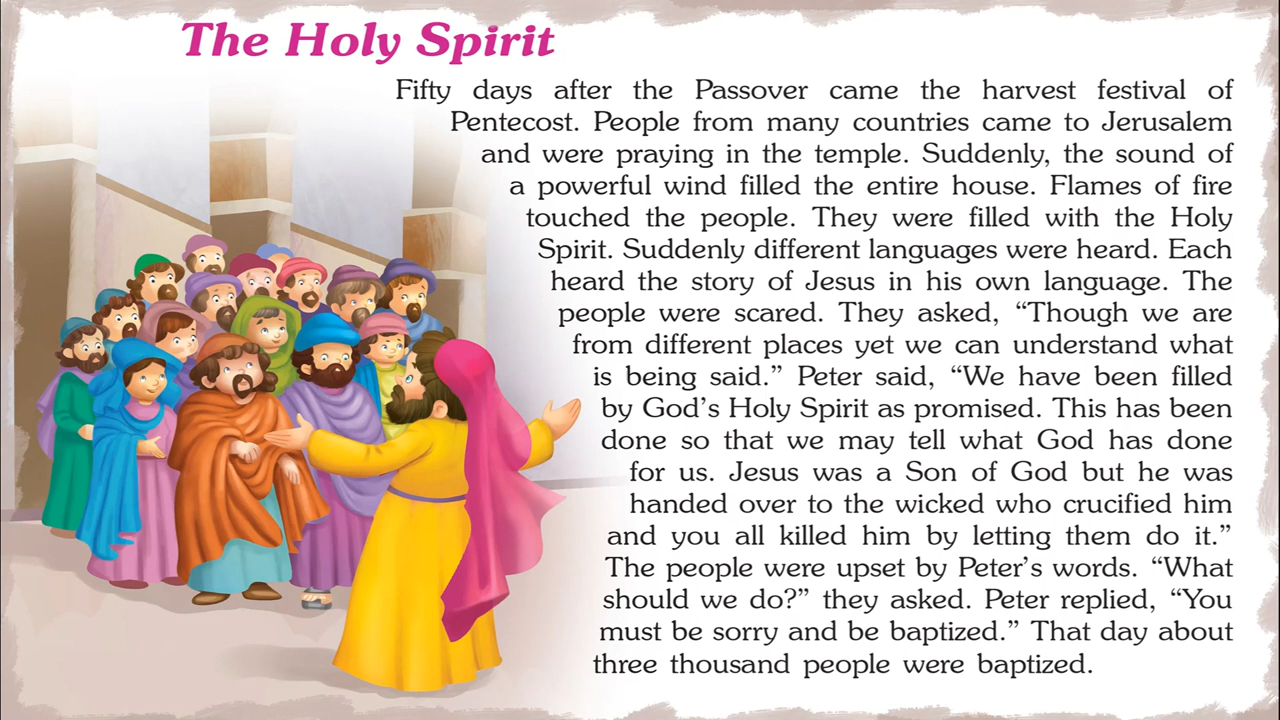 The Holy Spirit
Fifty days after the Passover came the harvest festival of
Pentecost. People from many countries came to Jerusalem
and were praying in the temple. Suddenly, the sound of
a powerful wind filled the entire house. Flames of fire
touched the people. They were filled with the Holy
Spirit. Suddenly different languages were heard. Each
heard the story of Jesus in his own language. The
people were scared. They asked, “Though we are
from different places yet we can understand what
is being said.” Peter said, “We have been filled
by God’s Holy Spirit as promised. This has been
done so that we may tell what God has done
for us. Jesus was a Son of God but he was
handed over to the wicked who crucified him
and you all killed him by letting them do it.”
The people were upset by Peter’s words. “What
should we do?” they asked. Peter replied, “You
must be sorry and be baptized.” That day about
three thousand people were baptized.